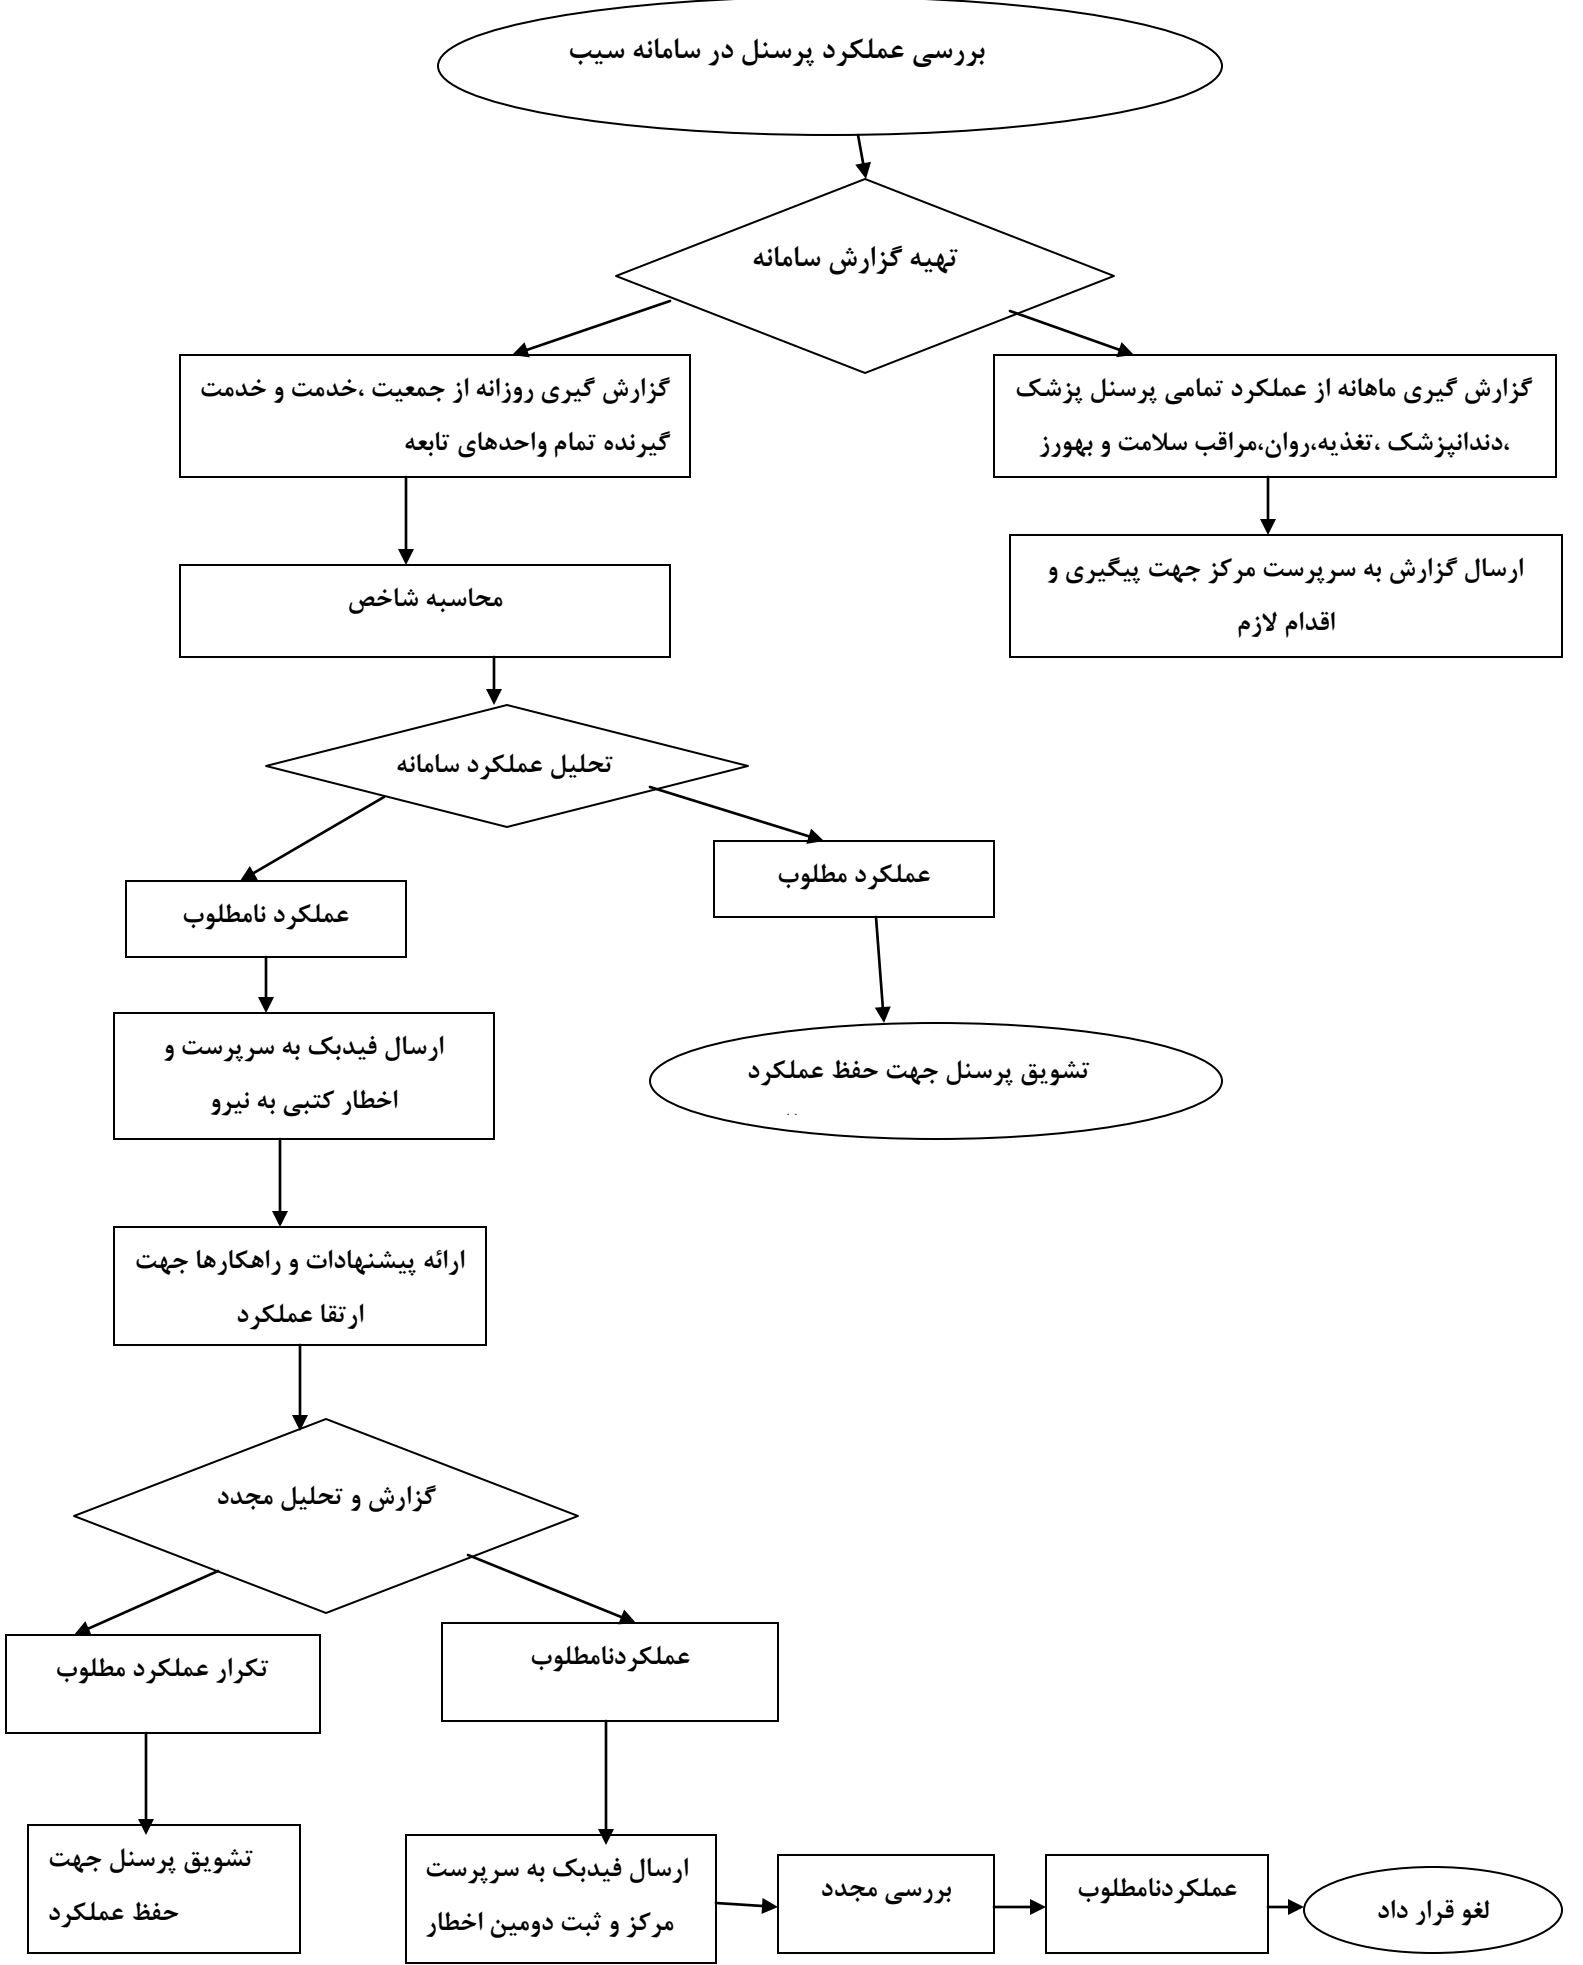 بررسی عملکرد پرسنل در سامانه سیب
تهیه گزارش سامانه
گزارش گیری ماهانه از عملکرد تمامی پرسنل پزشک
،دندانپزشک ،تغذیه،روان،مراقب سلامت و بهورز
ارسال گزارش به سرپرست مرکز جهت پیگیری و
اقدام لازم
گزارش گیری روزانه از جمعیت ،خدمت و خدمت
گیرنده تمام واحدهای تابعه
محاسبه شاخص
تحلیل عملکرد سامانه
عملکرد مطلوب
تشویق پرسنل جهت حفظ عملکرد
عملکرد نامطلوب
ارسال فیدبک به سرپرست و
اخطار کتبی به نیرو
ارائه پیشنهادات و راهکارها جهت
ارتقا عملکرد
گزارش و تحلیل مجدد
تکرار عملکرد مطلوب
تشویق پرسنل جهت
حفظ عملکرد
عملکردنامطلوب
ارسال فیدبک به سرپرست
مرکز و ثبت دومین اخطار
بررسی مجدد
عملکردنامطلوب
لغو قرار داد